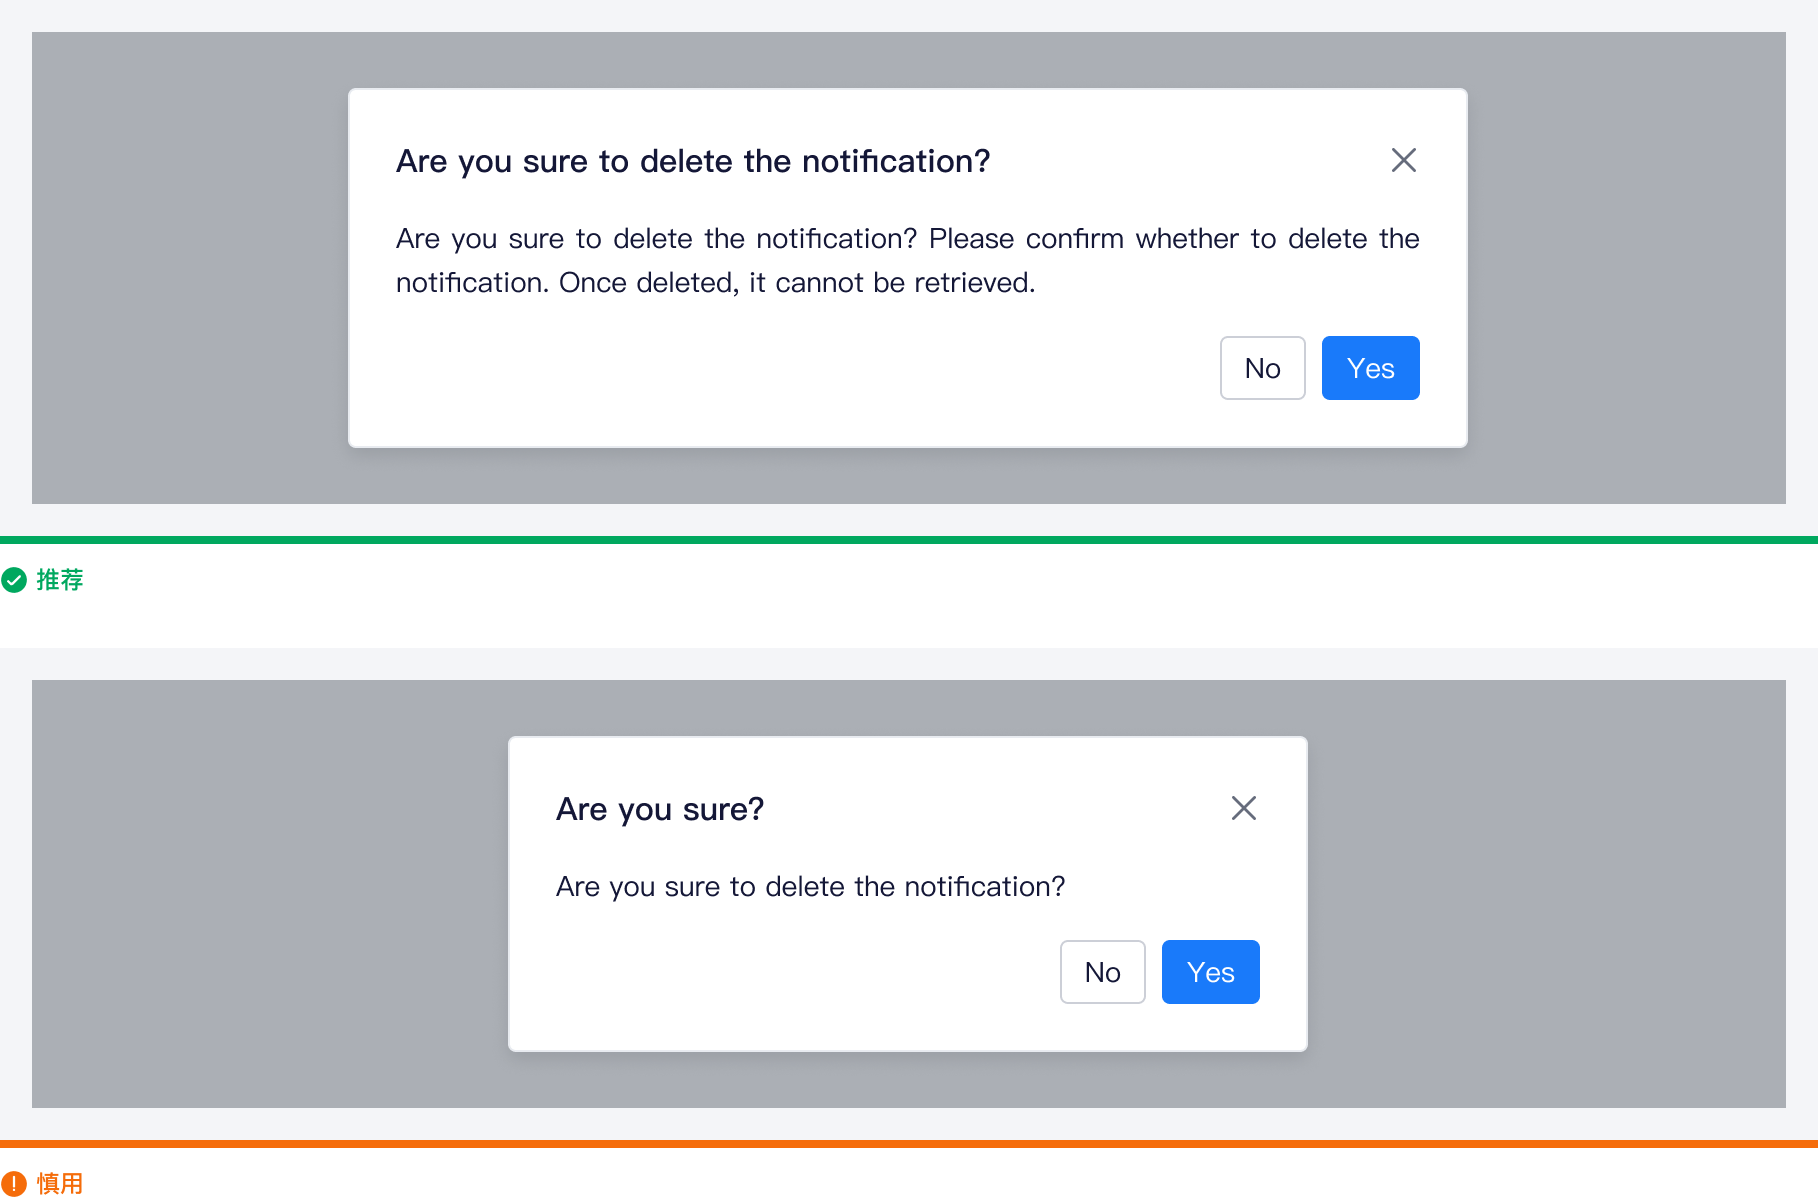 Are you sure to delete the notification?
Are you sure to delete the notification? Please confirm whether to delete the
notification. Once deleted, it cannot be retrieved.
No Yes
推荐
Are you sure?
Are you sure to delete the notification?
No Yes
慎用